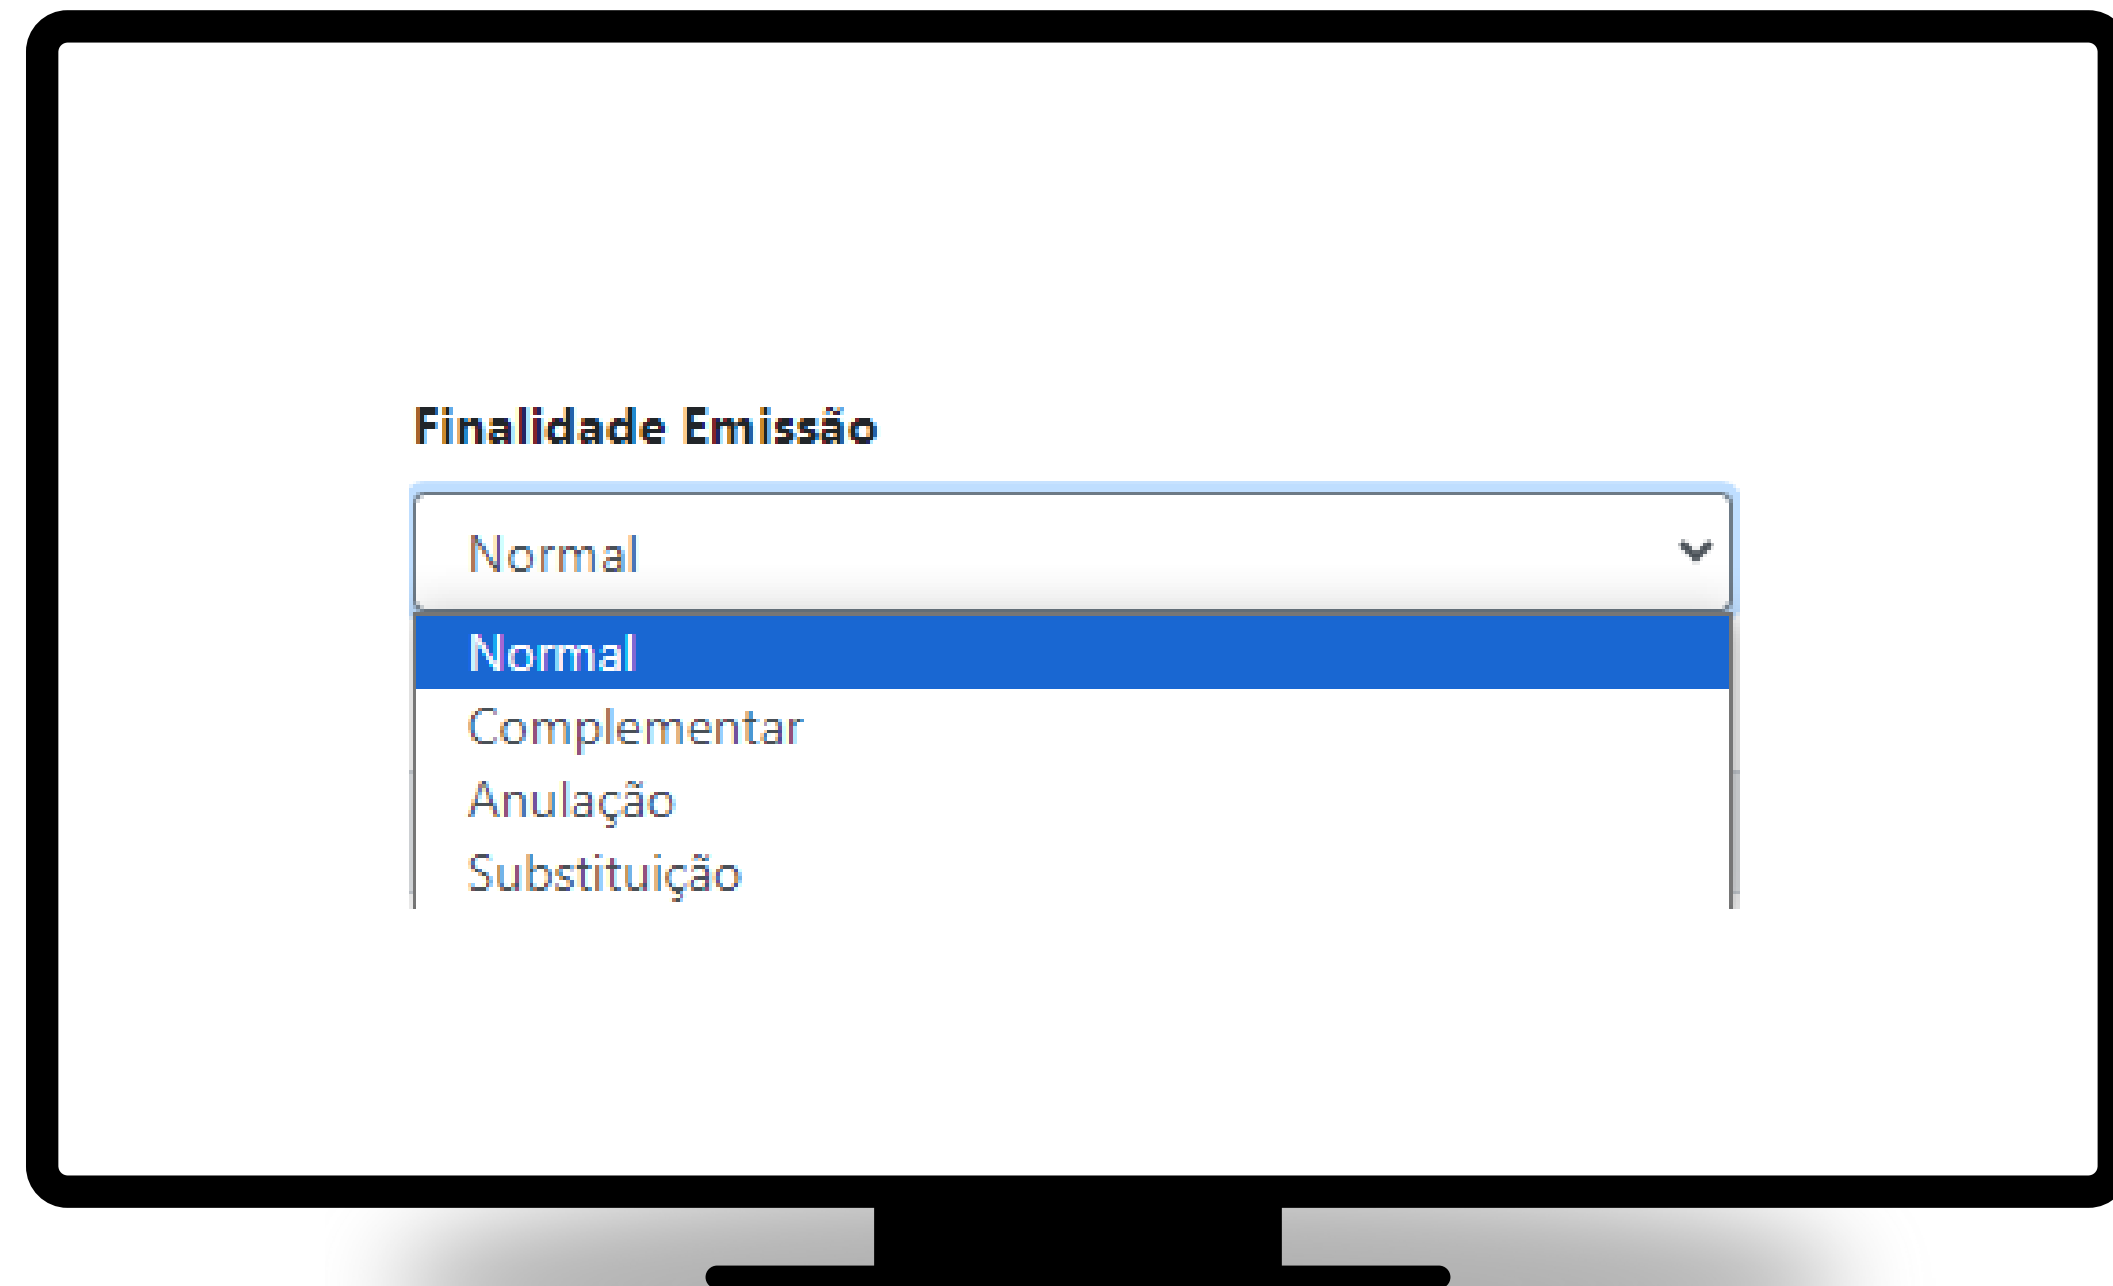 Finalidade Emissão
Normal
Normal
Complementar
Anulação
Substituição